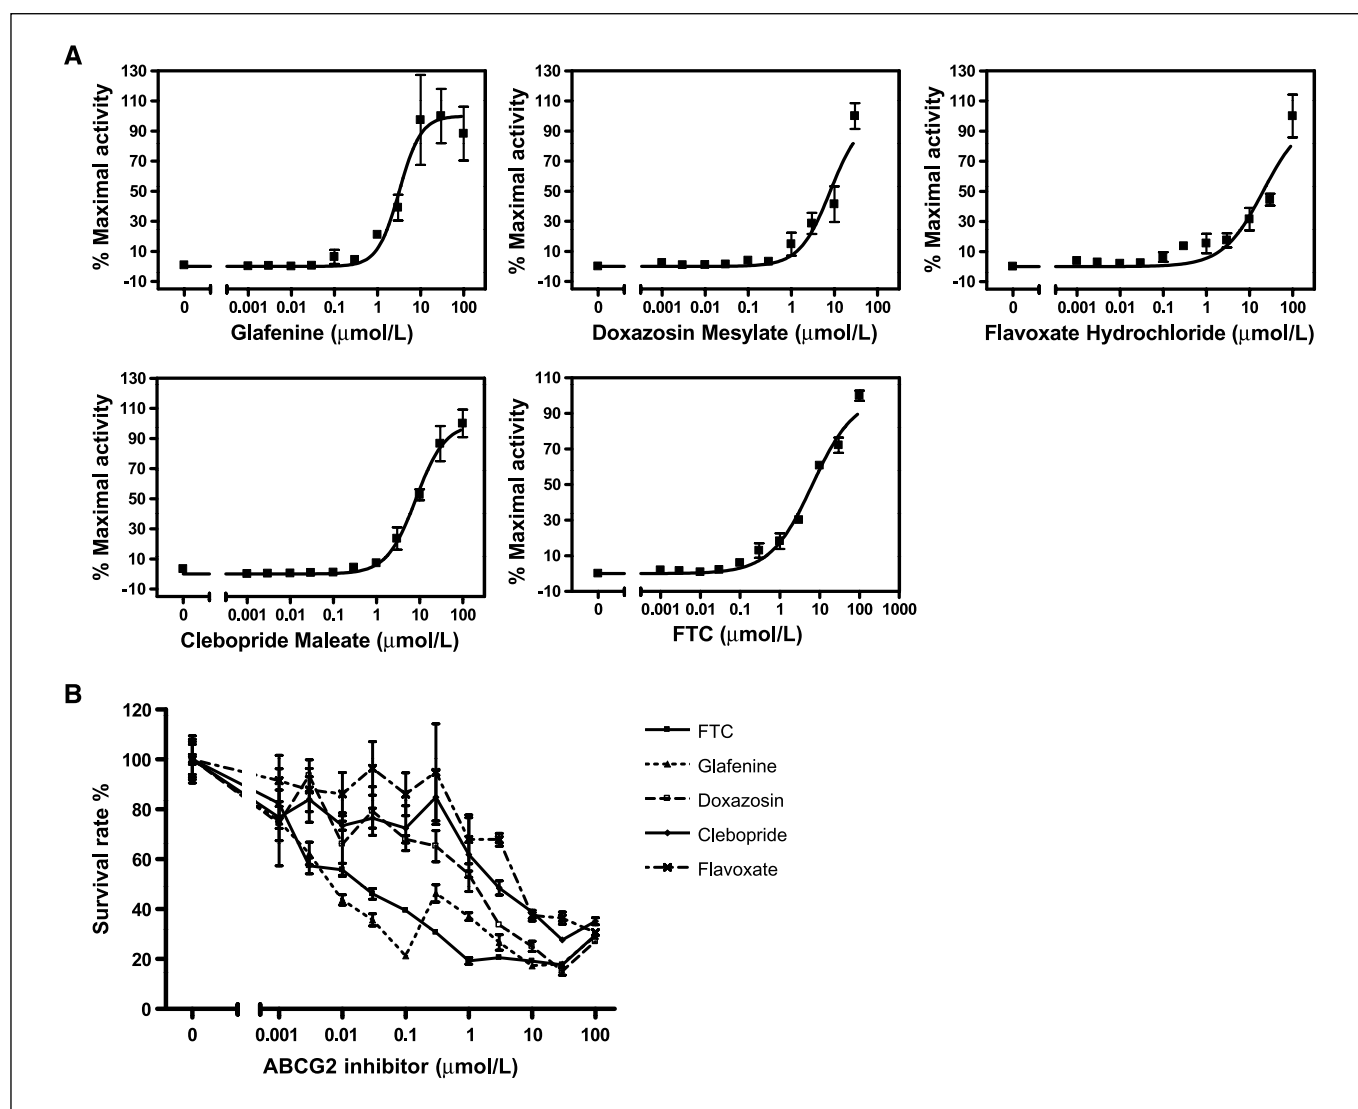 A
% Maximal activity
130
110
90
70
50
30
10
-10
0 0.001 0.01 0.1 1 10 100
Glafenine (μmol/L)
% Maximal activity
130
110
90
70
50
30
10
-10
0 0.001 0.01 0.1 1 10 100
Doxazosin Mesylate (μmol/L)
% Maximal activity
130
110
90
70
50
30
10
-10
0 0.001 0.01 0.1 1 10 100
Flavoxate Hydrochloride (μmol/L)
% Maximal activity
130
110
90
70
50
30
10
-10
0 0.001 0.01 0.1 1 10 100
Clebopride Maleate (μmol/L)
% Maximal activity
110
90
70
50
30
10
-10
0 0.001 0.01 0.1 1 10 100 1000
FTC (μmol/L)
B
Survival rate %
120
100
80
60
40
20
0
0 0.001 0.01 0.1 1 10 100
ABCG2 inhibitor (μmol/L)
FTC
Glafenine
Doxazosin
Clebopride
Flavoxate